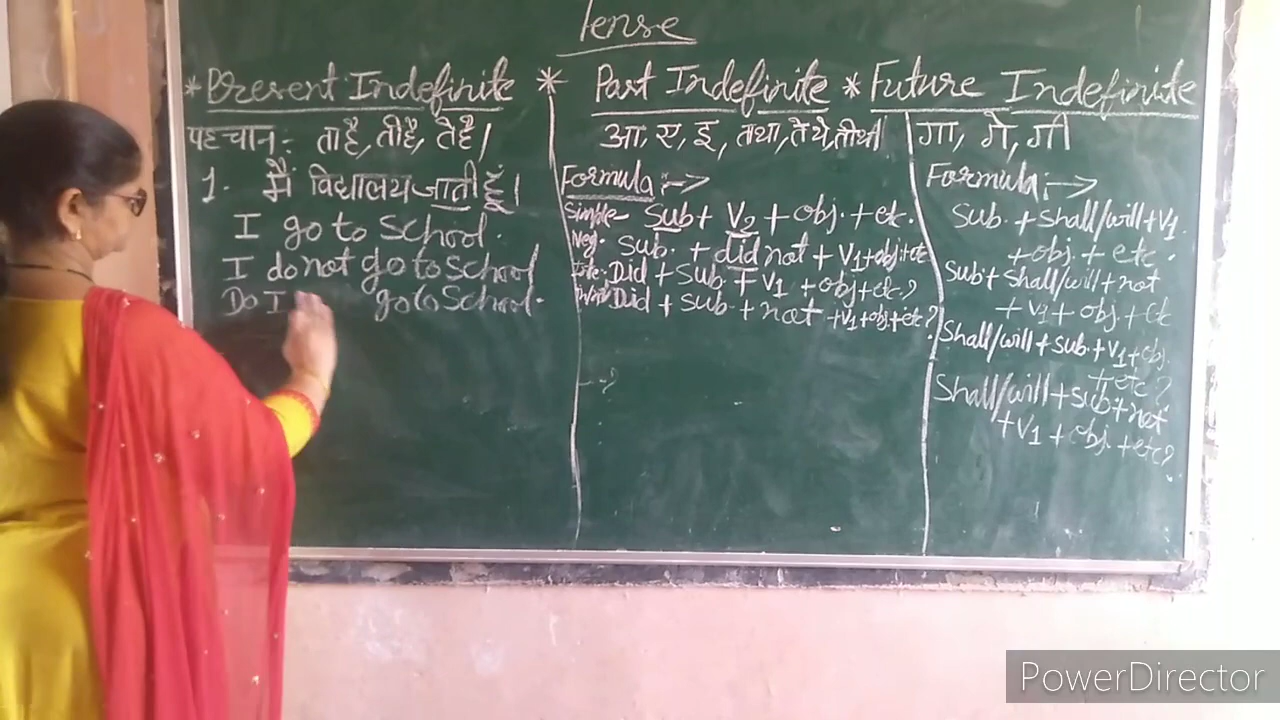 Tense
* Present Indefinite * Past Indefinite * Future Indefinite
पहचान:- ता है, ती है, ते है।
1. मैं विद्यालय जाती हूँ।
I go to School.
I do not go to School
Do I go to School.
आ, ए, इ, ता था, ते थे, ती थी
Formula:->
Simple- Sub + V2 + obj. + etc.
Neg. Sub. + did not + V1 + obj + etc
Inte: Did + Sub. + V1 + obj + etc.?
Did + sub + not + V1 + obj + etc?
गा, गे, गी
Formula:->
Sub. + Shall/will + V1
+ obj. + etc.
Sub + Shall/will + not
+ V1 + obj + etc
Shall/will + sub. + V1 + obj.
+ etc?
Shall/will + sub + not
+ V1 + obj. + etc?
PowerDirector